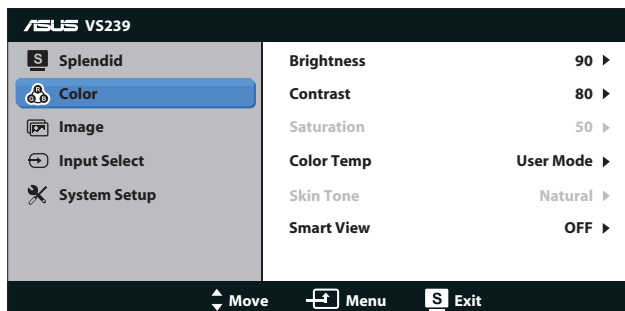 ASUS VS239
S Splendid
R G B Color
Image
Input Select
System Setup
Brightness 90
Contrast 80
Saturation 50
Color Temp User Mode
Skin Tone Natural
Smart View OFF
Move Menu S Exit